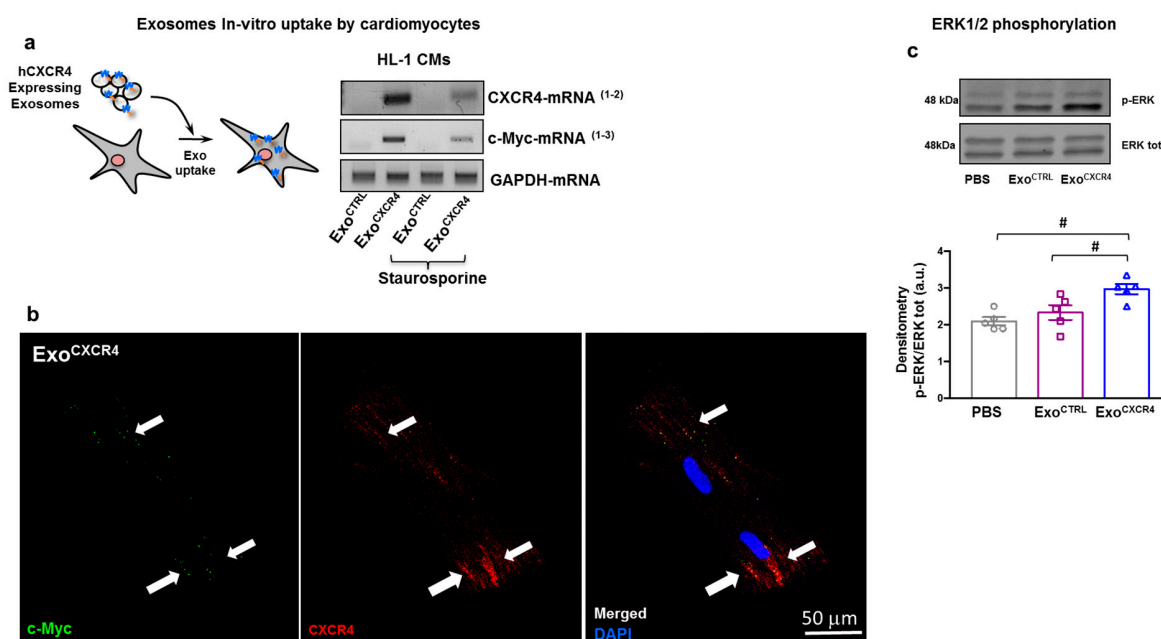 Exosomes In-vitro uptake by cardiomyocytes
a
hCXCR4
Expressing
Exosomes
Exo
uptake
HL-1 CMs
CXCR4-mRNA (1-2)
c-Myc-mRNA (1-3)
GAPDH-mRNA
ExoCTRL
ExoCXCR4
ExoCTRL
ExoCXCR4
Staurosporine
b
ExoCXCR4
c-Myc
CXCR4
Merged
DAPI
50 μm
ERK1/2 phosphorylation
c
48 kDa
p-ERK
48kDa
ERK tot
PBS ExoCTRL ExoCXCR4
#
#
Densitometry
p-ERK/ERK tot (a.u.)
4
3
2
1
0
PBS ExoCTRL ExoCXCR4